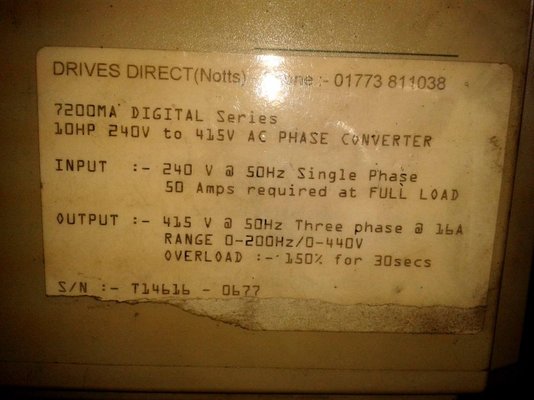 DRIVES DIRECT(Notts) Phone :- 01773 811038
7200MA DIGITAL Series
10HP 240V to 415V AC PHASE CONVERTER
INPUT :- 240 V @ 50Hz Single Phase
50 Amps required at FULL LOAD
OUTPUT :- 415 V @ 50Hz Three phase @ 16A
RANGE 0-200Hz/0-440V
OVERLOAD :- 150% for 30secs
S/N :- T14616 - 0677